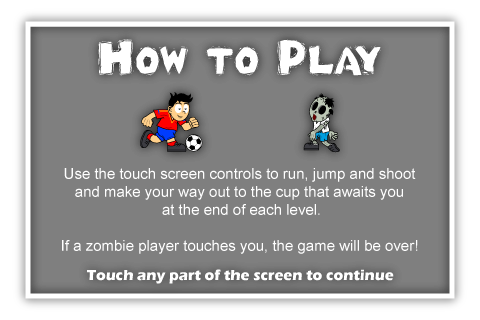 How to Play
Use the touch screen controls to run, jump and shoot
and make your way out to the cup that awaits you
at the end of each level.
If a zombie player touches you, the game will be over!
Touch any part of the screen to continue